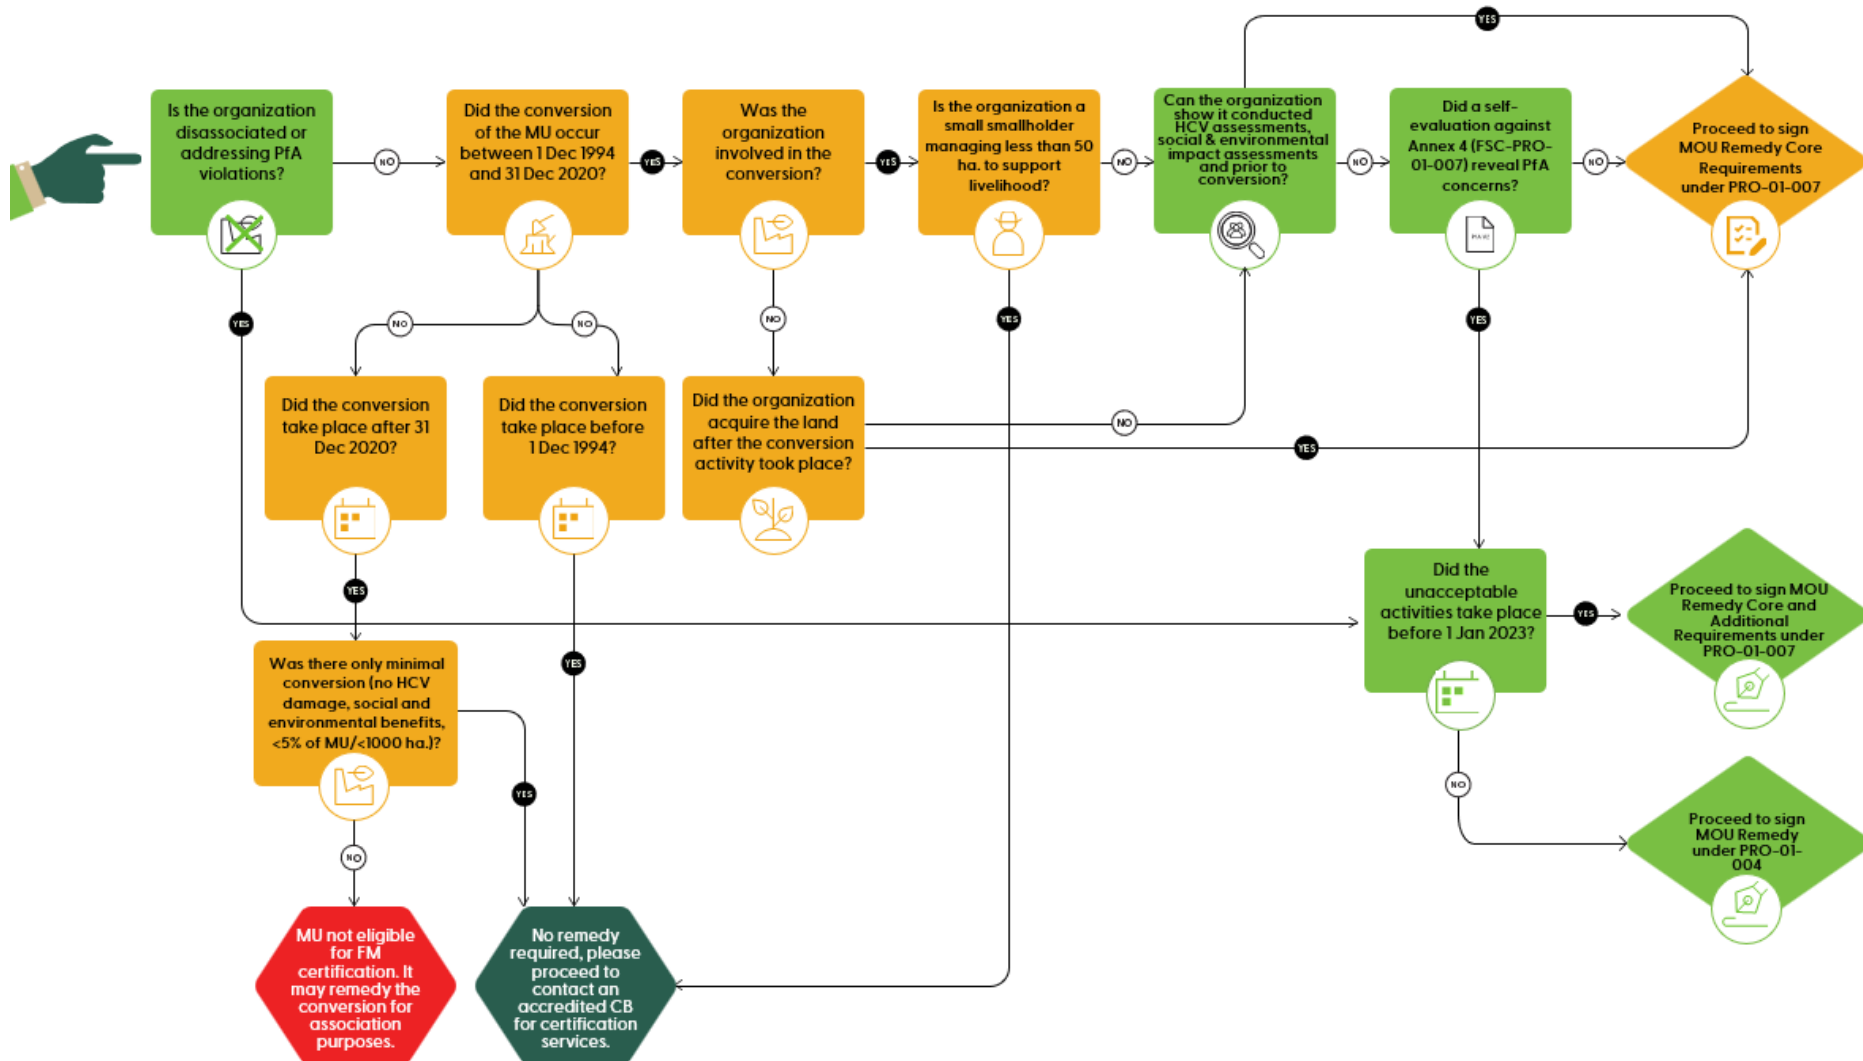 YES
Is the organization
disassociated or
addressing PfA
violations?
NO
Did the conversion
of the MU occur
between 1 Dec 1994
and 31 Dec 2020?
YES
Was the
organization
involved in the
conversion?
YES
Is the organization a
small smallholder
managing less than 50
ha. to support
livelihood?
NO
Can the organization
show it conducted
HCV assessments,
social & environmental
impact assessments
and prior to
conversion?
NO
Did a self-
evaluation against
Annex 4 (FSC-PRO-
01-007) reveal PfA
concerns?
NO
Proceed to sign
MOU Remedy Core
Requirements
under PRO-01-007
YES
NO
NO
NO
YES
YES
Did the conversion
take place after 31
Dec 2020?
Did the conversion
take place before
1 Dec 1994?
Did the organization
acquire the land
after the conversion
activity took place?
NO
YES
YES
Was there only minimal
conversion (no HCV
damage, social and
environmental benefits,
<5% of MU/<1000 ha.)?
YES
YES
Did the
unacceptable
activities take place
before 1 Jan 2023?
YES
Proceed to sign MOU
Remedy Core and
Additional
Requirements under
PRO-01-007
NO
NO
Proceed to sign
MOU Remedy
under PRO-01-
004
MU not eligible
for FM
certification. It
may remedy the
conversion for
association
purposes.
No remedy
required, please
proceed to
contact an
accredited CB
for certification
services.